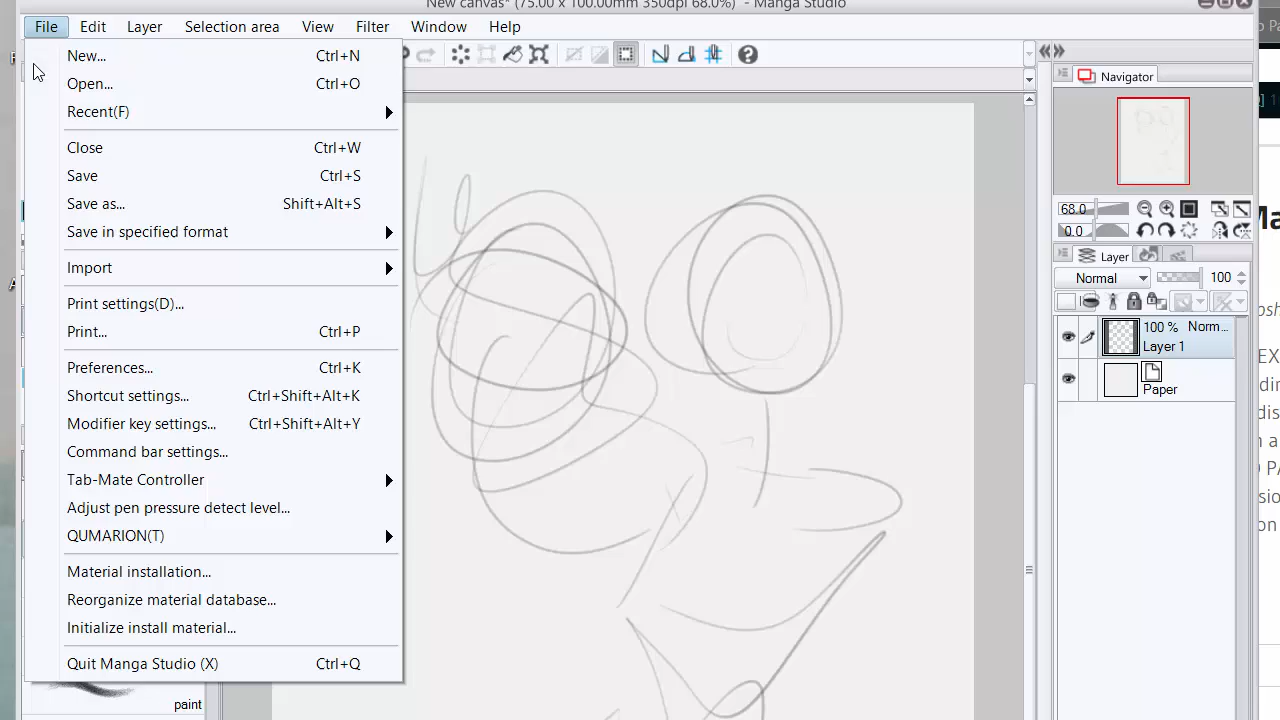 New canvas* (75.00 x 100.00mm 350dpi 68.0%) - Manga Studio
File Edit Layer Selection area View Filter Window Help
New... Ctrl+N
Open... Ctrl+O
Recent(F)
Close Ctrl+W
Save Ctrl+S
Save as... Shift+Alt+S
Save in specified format
Import
Print settings(D)...
Print... Ctrl+P
Preferences... Ctrl+K
Shortcut settings... Ctrl+Shift+Alt+K
Modifier key settings... Ctrl+Shift+Alt+Y
Command bar settings...
Tab-Mate Controller
Adjust pen pressure detect level...
QUMARION(T)
Material installation...
Reorganize material database...
Initialize install material...
Quit Manga Studio (X) Ctrl+Q
paint
Navigator
68.0
0.0
Layer
Normal 100
100 % Norm...
Layer 1
Paper